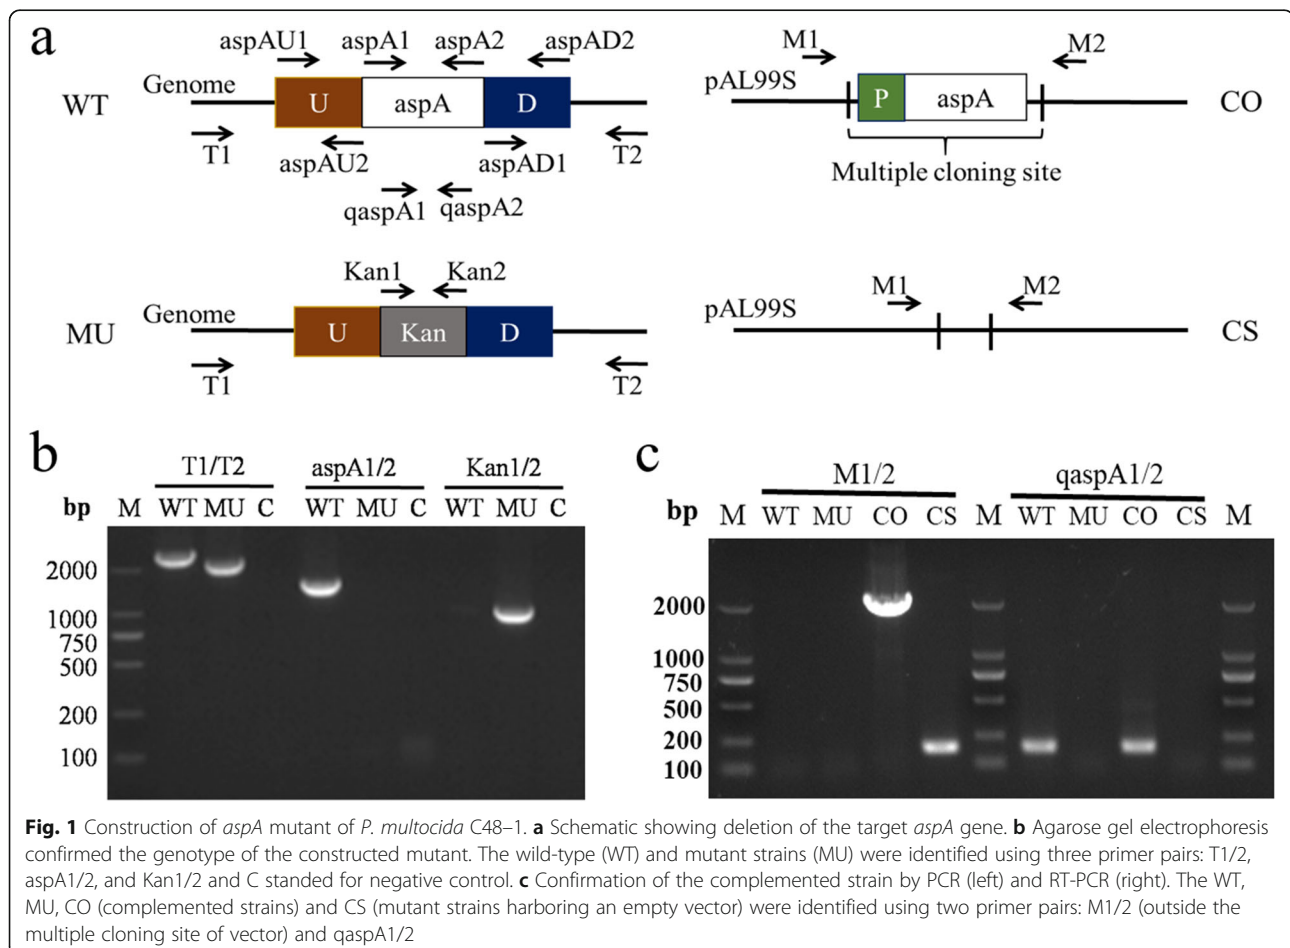 a
aspAU1 aspA1 aspA2 aspAD2
Genome
WT U aspA D
T1 aspAU2 aspAD1 T2
qaspA1 qaspA2
M1 M2
pAL99S
P aspA CO
Multiple cloning site
Kan1 Kan2
Genome
MU U Kan D
T1 T2
M1 M2
pAL99S
CS
b
T1/T2 aspA1/2 Kan1/2
bp M WT MU C WT MU C WT MU C
2000
1000
750
500
200
100
c
M1/2 qaspA1/2
bp M WT MU CO CS M WT MU CO CS M
2000
1000
750
500
200
100
Fig. 1 Construction of aspA mutant of P. multocida C48–1. a Schematic showing deletion of the target aspA gene. b Agarose gel electrophoresis
confirmed the genotype of the constructed mutant. The wild-type (WT) and mutant strains (MU) were identified using three primer pairs: T1/2,
aspA1/2, and Kan1/2 and C standed for negative control. c Confirmation of the complemented strain by PCR (left) and RT-PCR (right). The WT,
MU, CO (complemented strains) and CS (mutant strains harboring an empty vector) were identified using two primer pairs: M1/2 (outside the
multiple cloning site of vector) and qaspA1/2